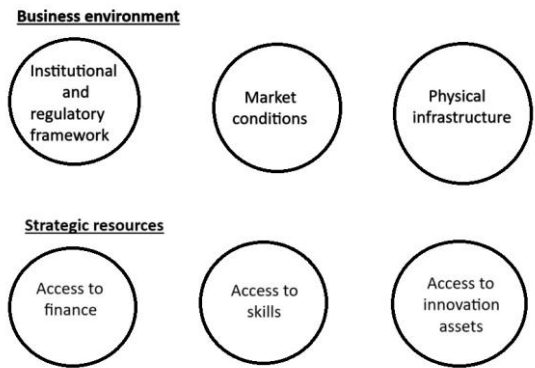 Business environment
Institutional
and
regulatory
framework
Market
conditions
Physical
infrastructure
Strategic resources
Access to
finance
Access to
skills
Access to
innovation
assets